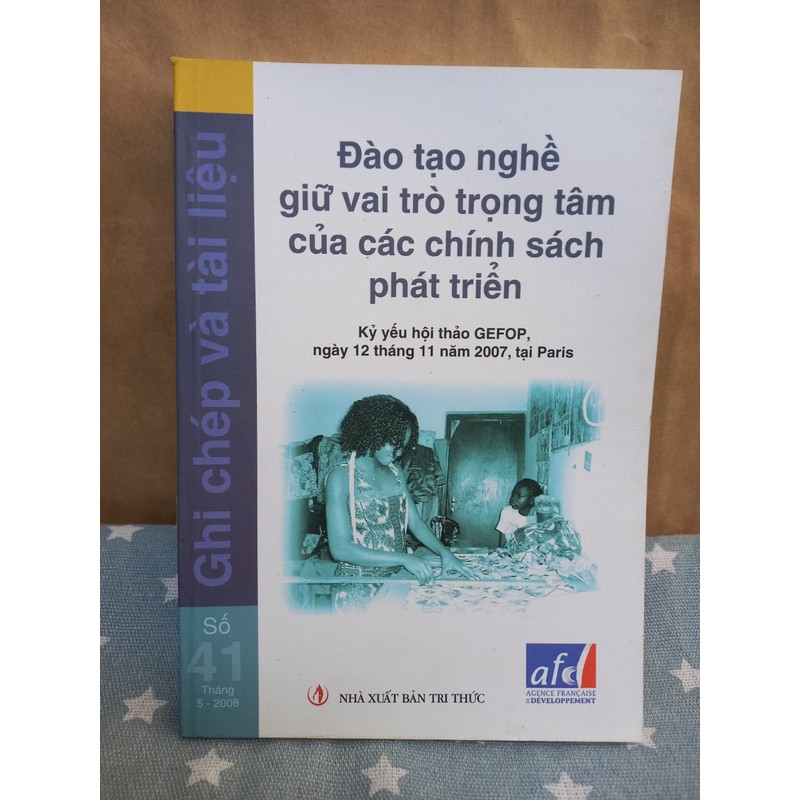 Ghi chép và tài liệu
Số
41
Tháng
5 - 2008
Đào tạo nghề
giữ vai trò trọng tâm
của các chính sách
phát triển
Kỷ yếu hội thảo GEFOP,
ngày 12 tháng 11 năm 2007, tại Paris
NHÀ XUẤT BẢN TRI THỨC
afd
AGENCE FRANÇAISE
DE DÉVELOPPEMENT